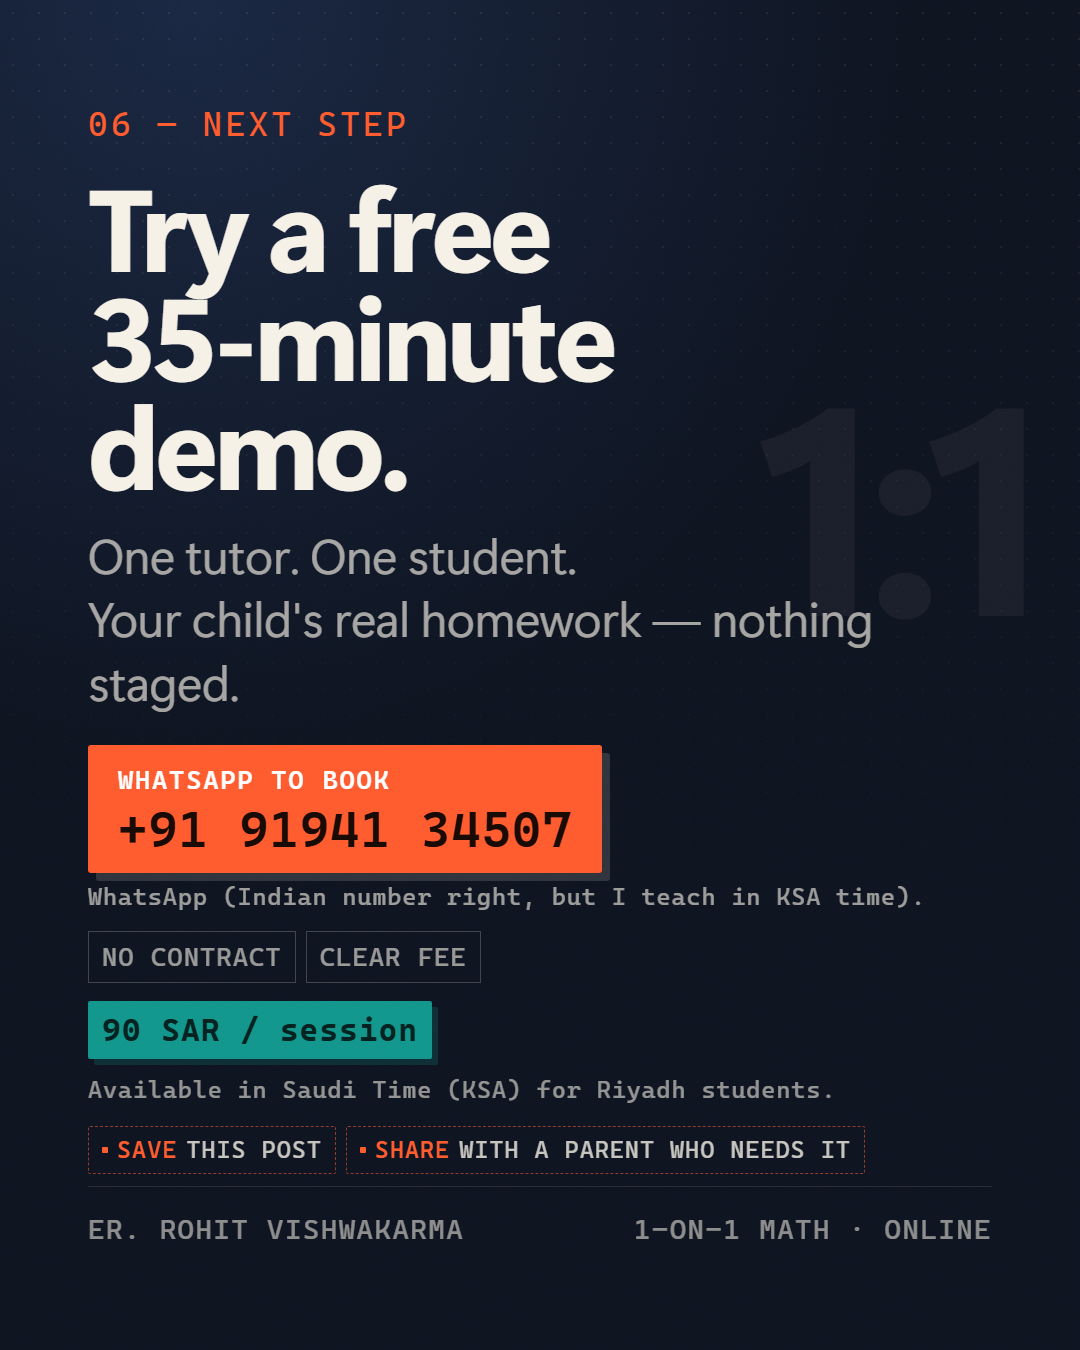 06 — NEXT STEP
Try a free
35-minute
demo.
1:1
One tutor. One student.
Your child's real homework — nothing
staged.
WHATSAPP TO BOOK
+91 91941 34507
WhatsApp (Indian number right, but I teach in KSA time).
NO CONTRACT CLEAR FEE
90 SAR / session
Available in Saudi Time (KSA) for Riyadh students.
▪ SAVE THIS POST ▪ SHARE WITH A PARENT WHO NEEDS IT
ER. ROHIT VISHWAKARMA 1-ON-1 MATH · ONLINE